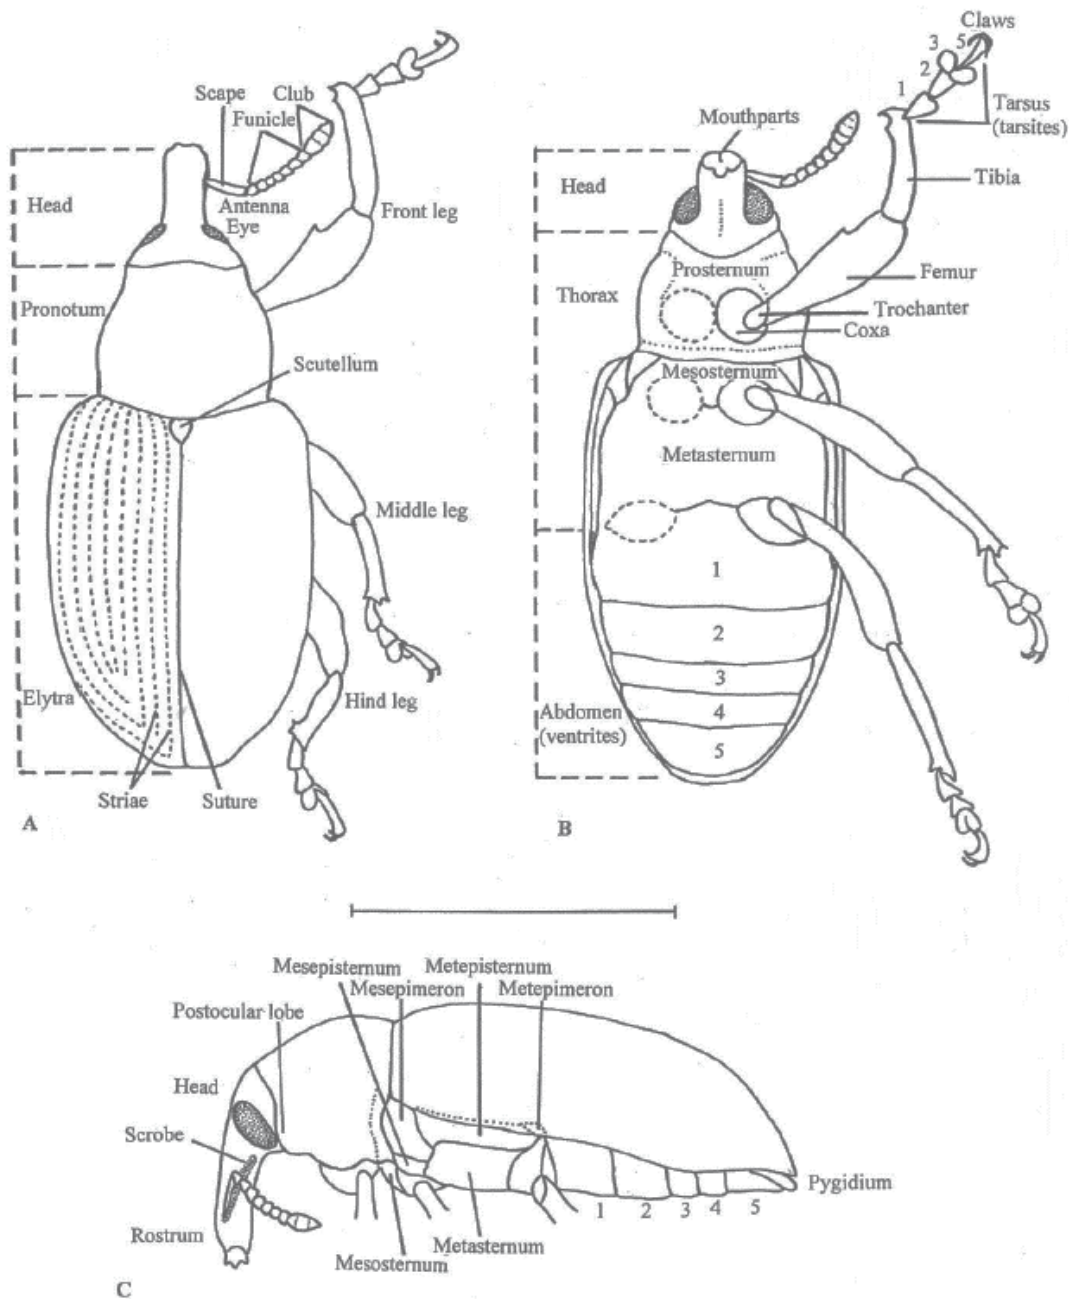 Scape
Club
Funicle
Head
Antenna
Eye
Front leg
Pronotum
Scutellum
Middle leg
Elytra
Hind leg
Striae
Suture
A
Claws
3
5
2
1
Mouthparts
Tarsus
(tarsites)
Head
Tibia
Prosternum
Femur
Thorax
Trochanter
Coxa
Mesosternum
Metasternum
1
2
3
4
Abdomen
(ventrites)
5
B
Mesepisternum
Metepisternum
Mesepimeron
Metepimeron
Postocular lobe
Head
Scrobe
Pygidium
1
2
3
4
5
Rostrum
Metasternum
Mesosternum
C